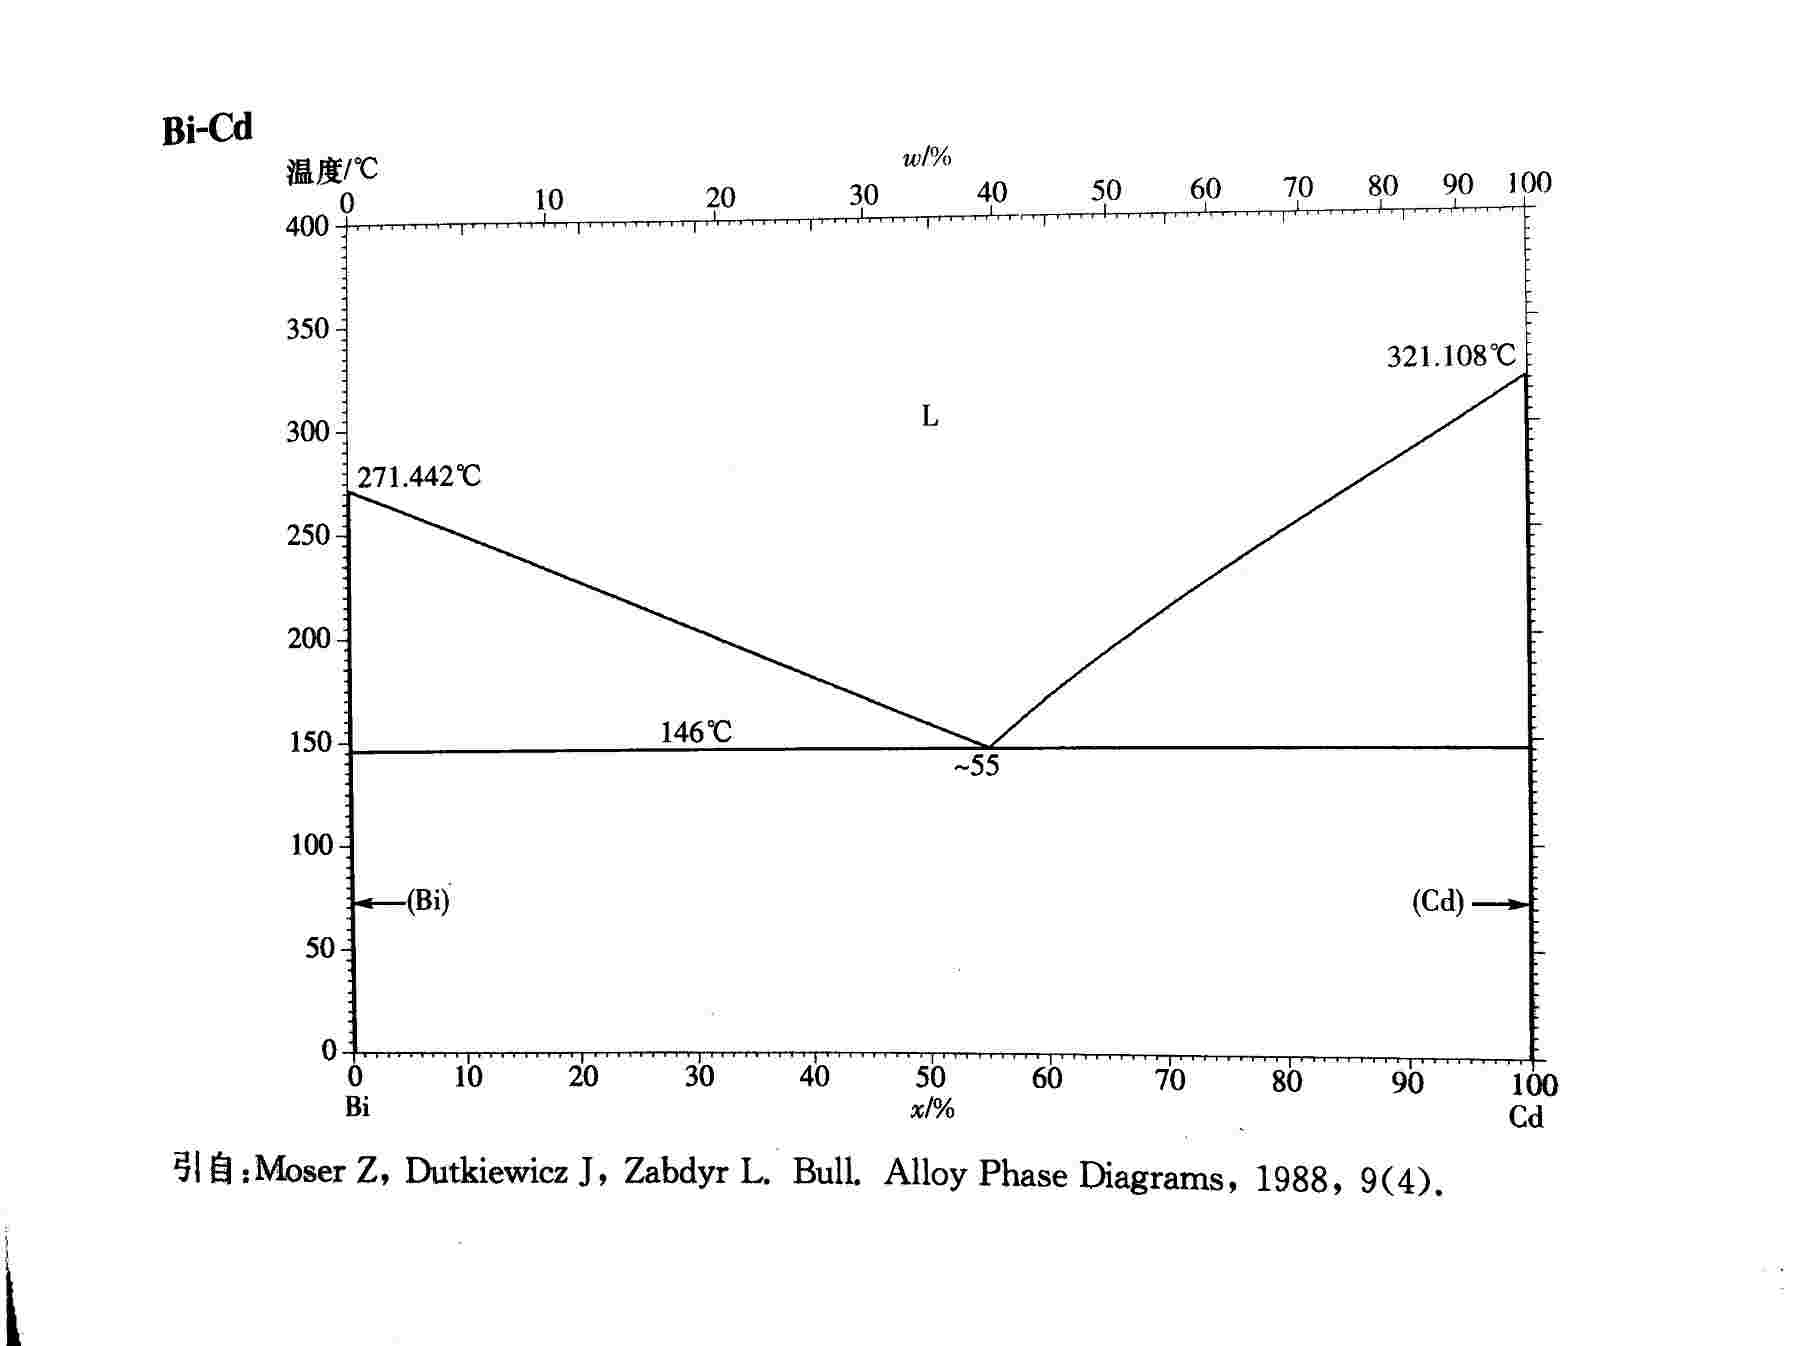 Bi-Cd
温度/℃
w/%
0 10 20 30 40 50 60 70 80 90 100
400
350
321.108℃
L
300
271.442℃
250
200
150
146℃
~55
100
(Bi) (Cd)
50
0
0 10 20 30 40 50 60 70 80 90 100
Bi x/% Cd
引自:Moser Z, Dutkiewicz J, Zabdyr L. Bull. Alloy Phase Diagrams, 1988, 9(4).